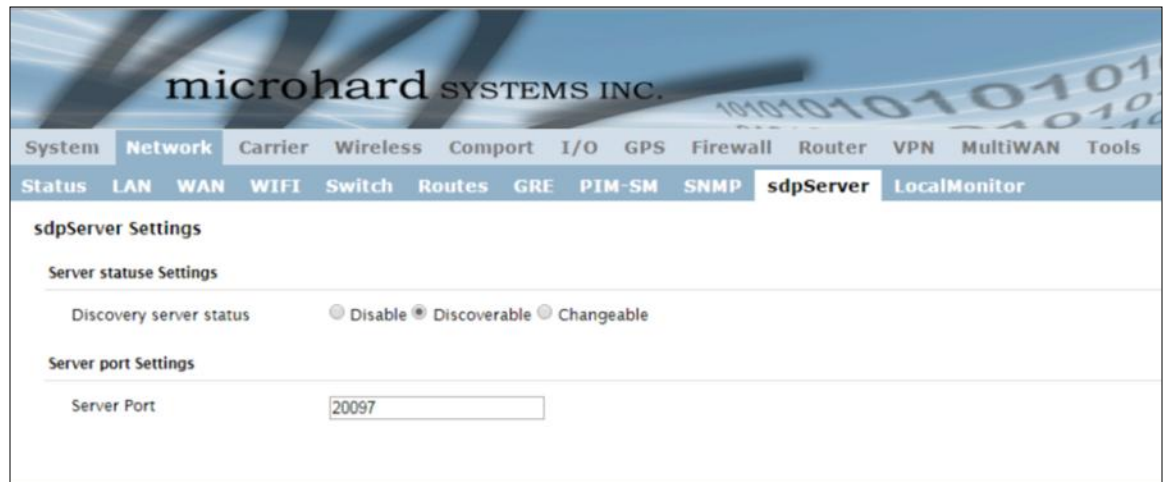 microhard SYSTEMS INC.
System Network Carrier Wireless Comport I/O GPS Firewall Router VPN MultiWAN Tools
Status LAN WAN WIFI Switch Routes GRE PIM-SM SNMP sdpServer LocalMonitor
sdpServer Settings
Server statuse Settings
Discovery server status Disable Discoverable Changeable
Server port Settings
Server Port 20097